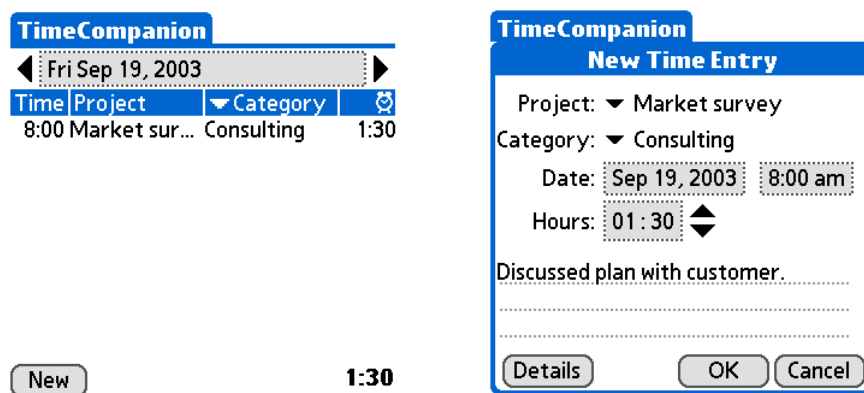 TimeCompanion
Fri Sep 19, 2003
Time Project Category
8:00 Market sur... Consulting 1:30
New 1:30
TimeCompanion
New Time Entry
Project: Market survey
Category: Consulting
Date: Sep 19, 2003 8:00 am
Hours: 01:30
Discussed plan with customer.
Details OK Cancel